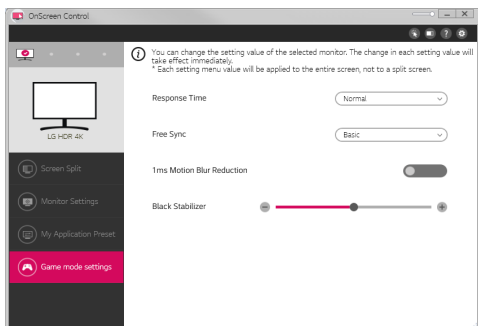 OnScreen Control
You can change the setting value of the selected monitor. The change in each setting value will
take effect immediately.
* Each setting menu value will be applied to the entire screen, not to a split screen.
LG HDR 4K
Screen Split
Monitor Settings
My Application Preset
Game mode settings
Response Time
Normal
Free Sync
Basic
1ms Motion Blur Reduction
Black Stabilizer